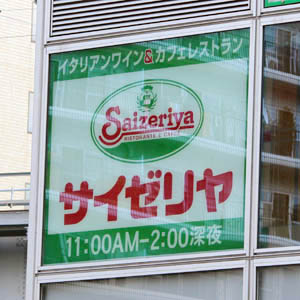 イタリアンワイン&カフェレストラン
Saizeriya
RISTORANTE E CAFFÈ
サイゼリヤ
11:00AM-2:00深夜